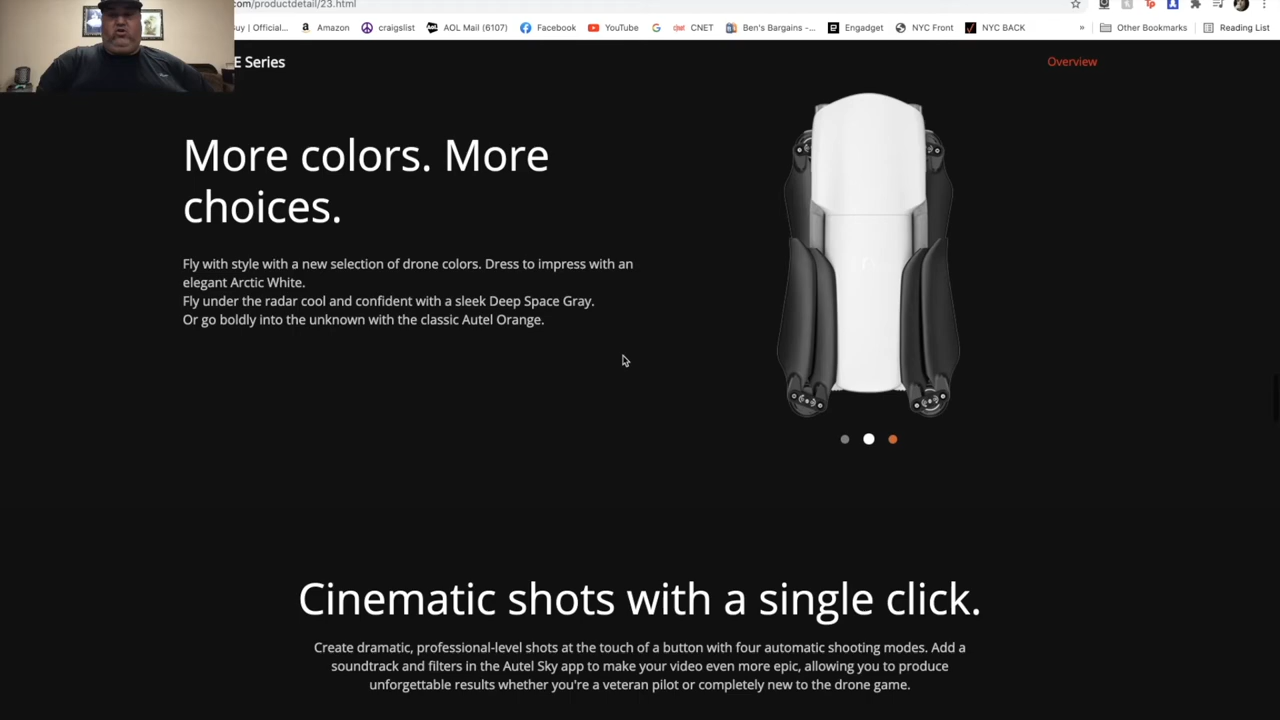 com/productdetail/23.html
uy | Official...
Amazon
craigslist
AOL Mail (6107)
Facebook
YouTube
CNET
Ben's Bargains -...
Engadget
NYC Front
NYC BACK
»
Other Bookmarks
Reading List
E Series
Overview
More colors. More
choices.
Fly with style with a new selection of drone colors. Dress to impress with an
elegant Arctic White.
Fly under the radar cool and confident with a sleek Deep Space Gray.
Or go boldly into the unknown with the classic Autel Orange.
Cinematic shots with a single click.
Create dramatic, professional-level shots at the touch of a button with four automatic shooting modes. Add a
soundtrack and filters in the Autel Sky app to make your video even more epic, allowing you to produce
unforgettable results whether you're a veteran pilot or completely new to the drone game.